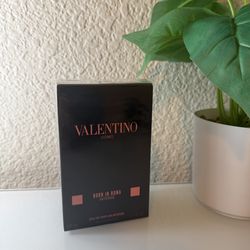 VALENTINO
UOMO
BORN IN ROMA
INTENSE